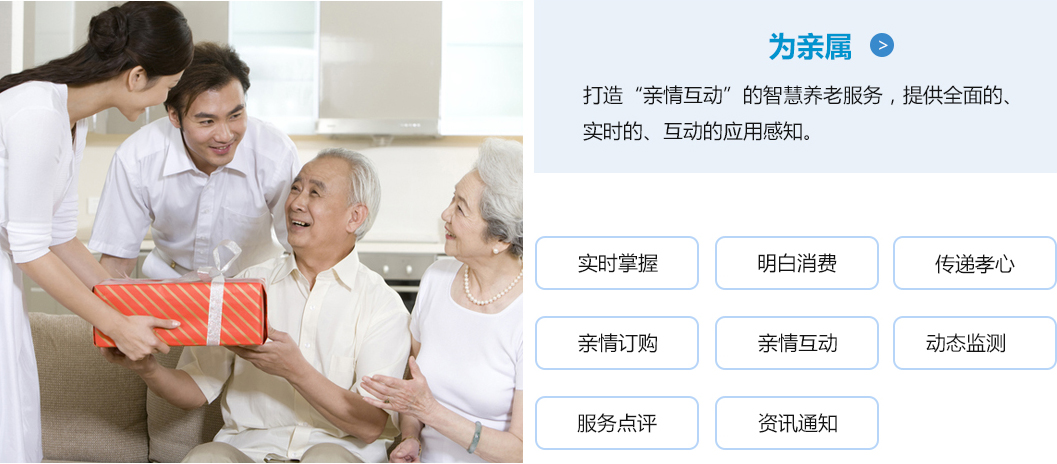 为亲属 >
打造“亲情互动”的智慧养老服务，提供全面的、
实时的、互动的应用感知。
实时掌握 明白消费 传递孝心
亲情订购 亲情互动 动态监测
服务点评 资讯通知